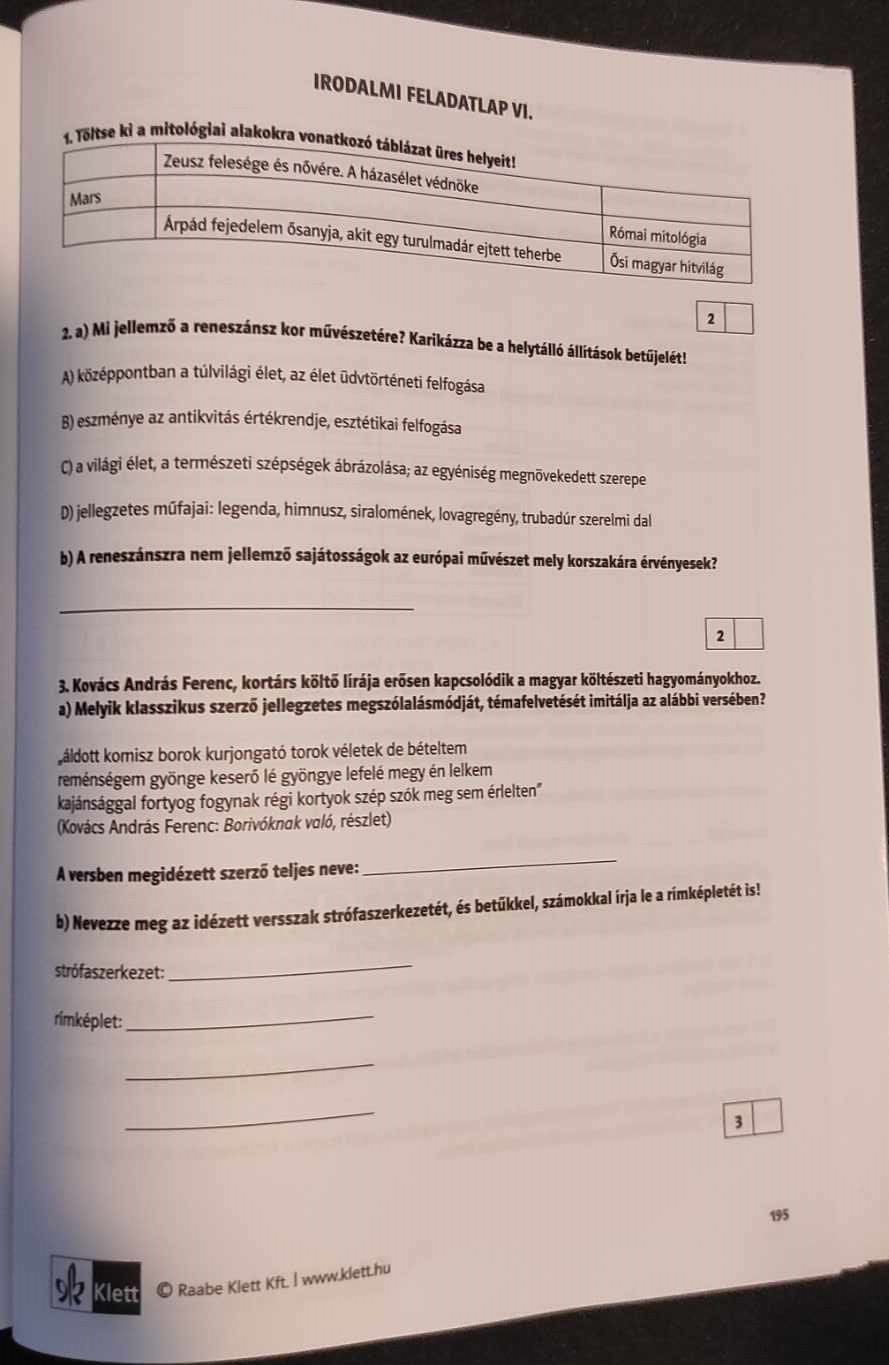 IRODALMI FELADATLAP VI.
1. Töltse ki a mitológiai alakokra vonatkozó táblázat üres helyeit!
Zeusz felesége és nővére. A házasélet védnöke
Mars
Római mitológia
Árpád fejedelem ősanyja, akit egy turulmadár ejtett teherbe
Ősi magyar hitvilág
2
2. a) Mi jellemző a reneszánsz kor művészetére? Karikázza be a helytálló állítások betűjelét!
A) középpontban a túlvilági élet, az élet üdvtörténeti felfogása
B) eszménye az antikvitás értékrendje, esztétikai felfogása
C) a világi élet, a természeti szépségek ábrázolása; az egyéniség megnövekedett szerepe
D) jellegzetes műfajai: legenda, himnusz, siralomének, lovagregény, trubadúr szerelmi dal
b) A reneszánszra nem jellemző sajátosságok az európai művészet mely korszakára érvényesek?
2
3. Kovács András Ferenc, kortárs költő lírája erősen kapcsolódik a magyar költészeti hagyományokhoz.
a) Melyik klasszikus szerző jellegzetes megszólalásmódját, témafelvetését imitálja az alábbi versében?
„áldott komisz borok kurjongató torok véletek de bételtem
reménségem gyönge keserő lé gyöngye lefelé megy én lelkem
kajánsággal fortyog fogynak régi kortyok szép szók meg sem érlelten”
(Kovács András Ferenc: Borivóknak való, részlet)
A versben megidézett szerző teljes neve:
b) Nevezze meg az idézett versszak strófaszerkezetét, és betűkkel, számokkal írja le a rímképletét is!
strófaszerkezet:
rímképlet:
3
195
Klett © Raabe Klett Kft. | www.klett.hu